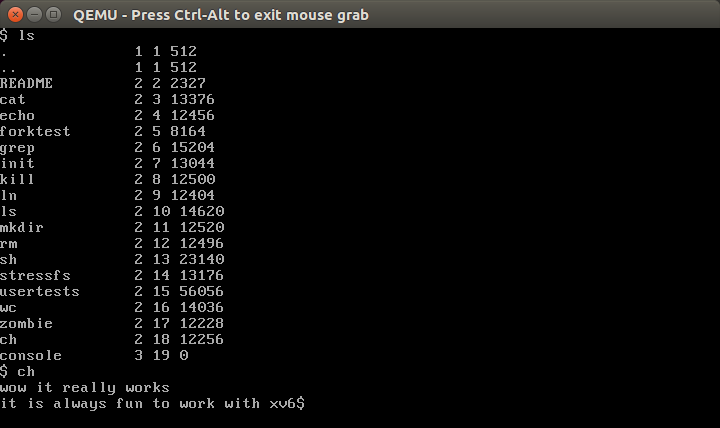 QEMU - Press Ctrl-Alt to exit mouse grab
$ ls
. 1 1 512
.. 1 1 512
README 2 2 2327
cat 2 3 13376
echo 2 4 12456
forktest 2 5 8164
grep 2 6 15204
init 2 7 13044
kill 2 8 12500
ln 2 9 12404
ls 2 10 14620
mkdir 2 11 12520
rm 2 12 12496
sh 2 13 23140
stressfs 2 14 13176
usertests 2 15 56056
wc 2 16 14036
zombie 2 17 12228
ch 2 18 12256
console 3 19 0
$ ch
wow it really works
it is always fun to work with xv6$